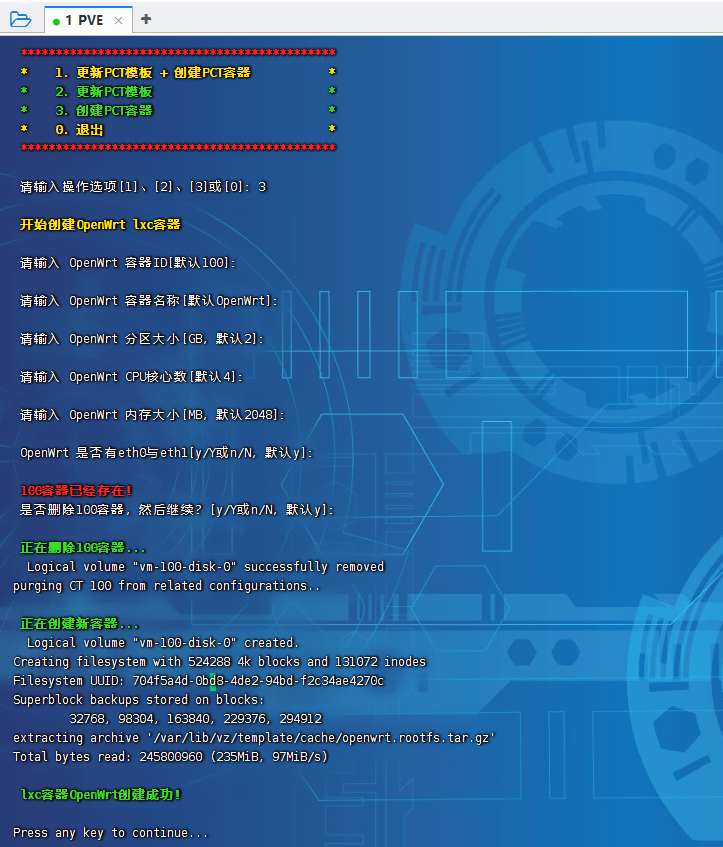 1 PVE × +
*********************************************
* 1. 更新PCT模板 + 创建PCT容器 *
* 2. 更新PCT模板 *
* 3. 创建PCT容器 *
* 0. 退出 *
*********************************************
请输入操作选项[1]、[2]、[3]或[0]: 3
开始创建OpenWrt lxc容器
请输入 OpenWrt 容器ID[默认100]:
请输入 OpenWrt 容器名称[默认OpenWrt]:
请输入 OpenWrt 分区大小[GB, 默认2]:
请输入 OpenWrt CPU核心数[默认4]:
请输入 OpenWrt 内存大小[MB, 默认2048]:
OpenWrt 是否有eth0与eth1[y/Y或n/N, 默认y]:
100容器已经存在!
是否删除100容器, 然后继续? [y/Y或n/N, 默认y]:
正在删除100容器...
Logical volume "vm-100-disk-0" successfully removed
purging CT 100 from related configurations..
正在创建新容器...
Logical volume "vm-100-disk-0" created.
Creating filesystem with 524288 4k blocks and 131072 inodes
Filesystem UUID: 704f5a4d-0bd8-4de2-94bd-f2c34ae4270c
Superblock backups stored on blocks:
32768, 98304, 163840, 229376, 294912
extracting archive '/var/lib/vz/template/cache/openwrt.rootfs.tar.gz'
Total bytes read: 245800960 (235MiB, 97MiB/s)
lxc容器OpenWrt创建成功!
Press any key to continue...